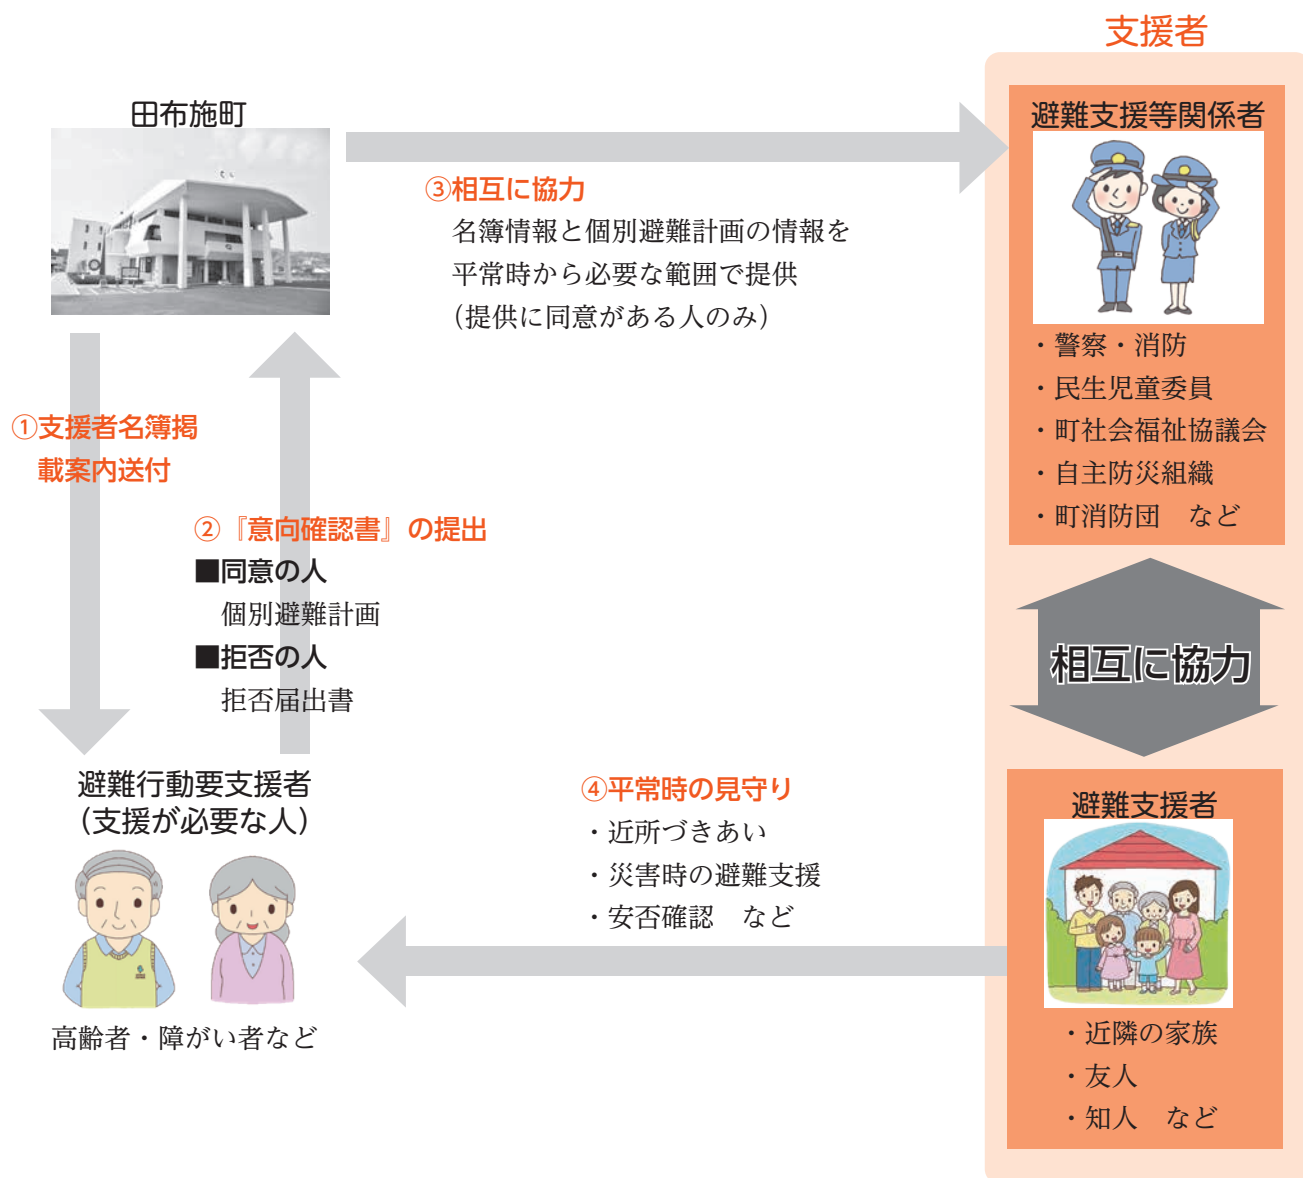 支援者
田布施町
避難支援等関係者
③相互に協力
名簿情報と個別避難計画の情報を
平常時から必要な範囲で提供
（提供に同意がある人のみ）
・警察・消防
・民生児童委員
・町社会福祉協議会
・自主防災組織
・町消防団　など
①支援者名簿掲
載案内送付
②『意向確認書』の提出
■同意の人
個別避難計画
■拒否の人
拒否届出書
相互に協力
避難行動要支援者
（支援が必要な人）
高齢者・障がい者など
④平常時の見守り
・近所づきあい
・災害時の避難支援
・安否確認　など
避難支援者
・近隣の家族
・友人
・知人　など